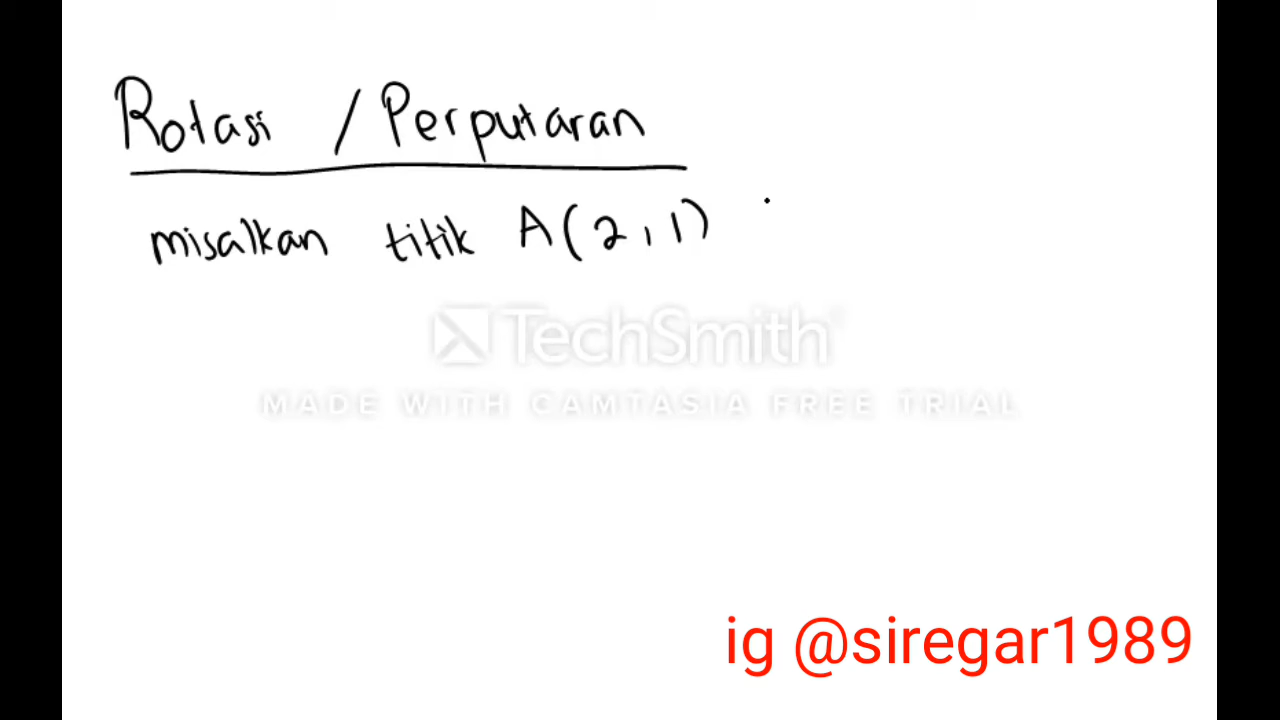 Rotasi / Perputaran
misalkan titik A(2,1)
TechSmith
MADE WITH CAMTASIA FREE TRIAL
ig @siregar1989